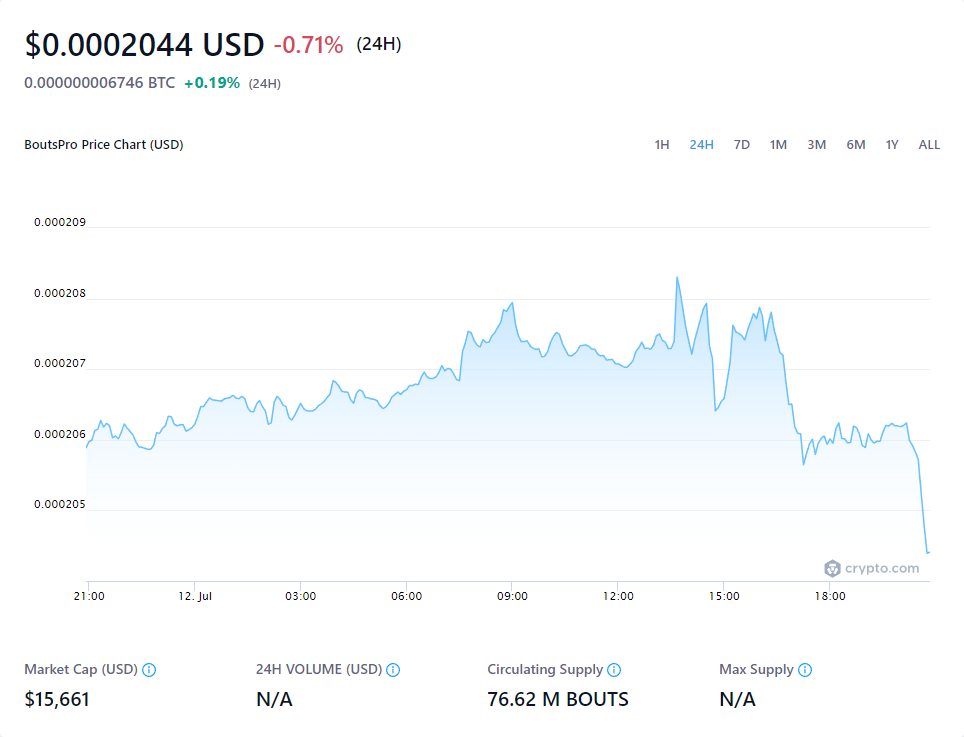 $0.0002044 USD -0.71% (24H)
0.000000006746 BTC +0.19% (24H)
BoutsPro Price Chart (USD) 1H 24H 7D 1M 3M 6M 1Y ALL
0.000209
0.000208
0.000207
0.000206
0.000205
crypto.com
21:00 12. Jul 03:00 06:00 09:00 12:00 15:00 18:00
Market Cap (USD) 24H VOLUME (USD) Circulating Supply Max Supply
$15,661 N/A 76.62 M BOUTS N/A